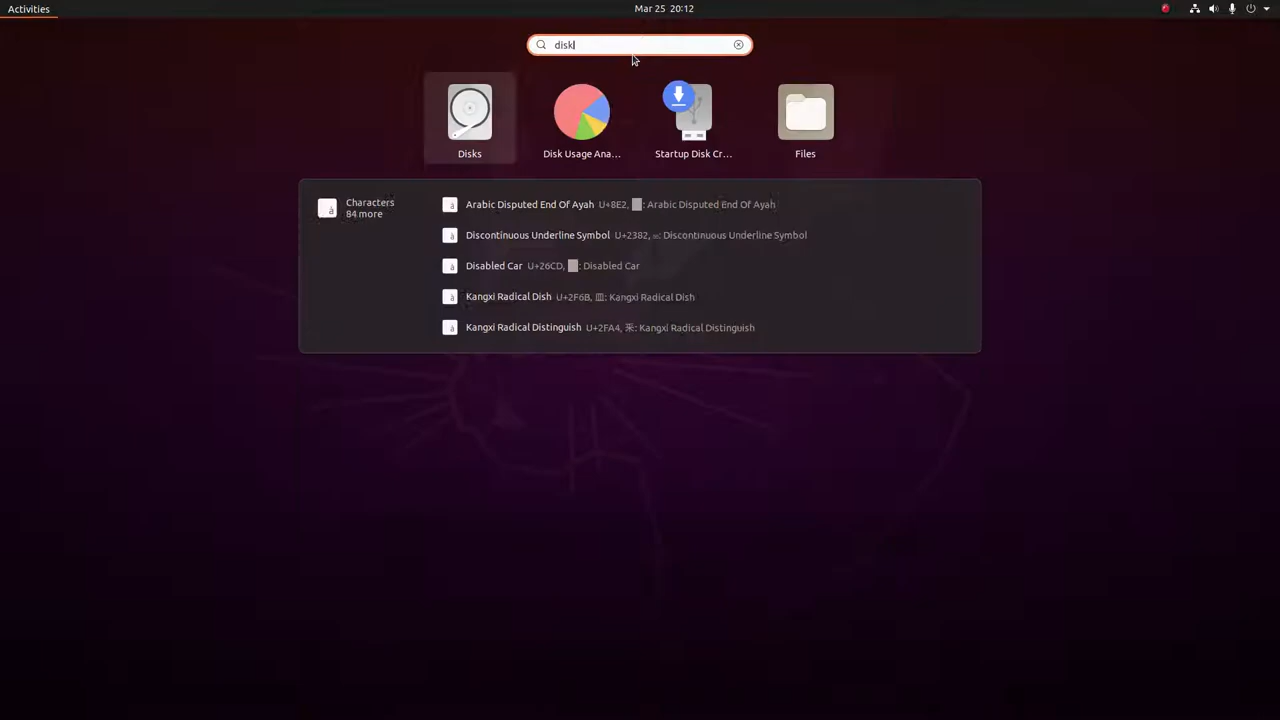 Activities
Mar 25 20:12
disk
Disks
Disk Usage Ana...
Startup Disk Cr...
Files
Characters
84 more
Arabic Disputed End Of Ayah U+8E2, : Arabic Disputed End Of Ayah
Discontinuous Underline Symbol U+2382, ⎂: Discontinuous Underline Symbol
Disabled Car U+26CD, : Disabled Car
Kangxi Radical Dish U+2F6B, ⽫: Kangxi Radical Dish
Kangxi Radical Distinguish U+2FA4, ⾤: Kangxi Radical Distinguish